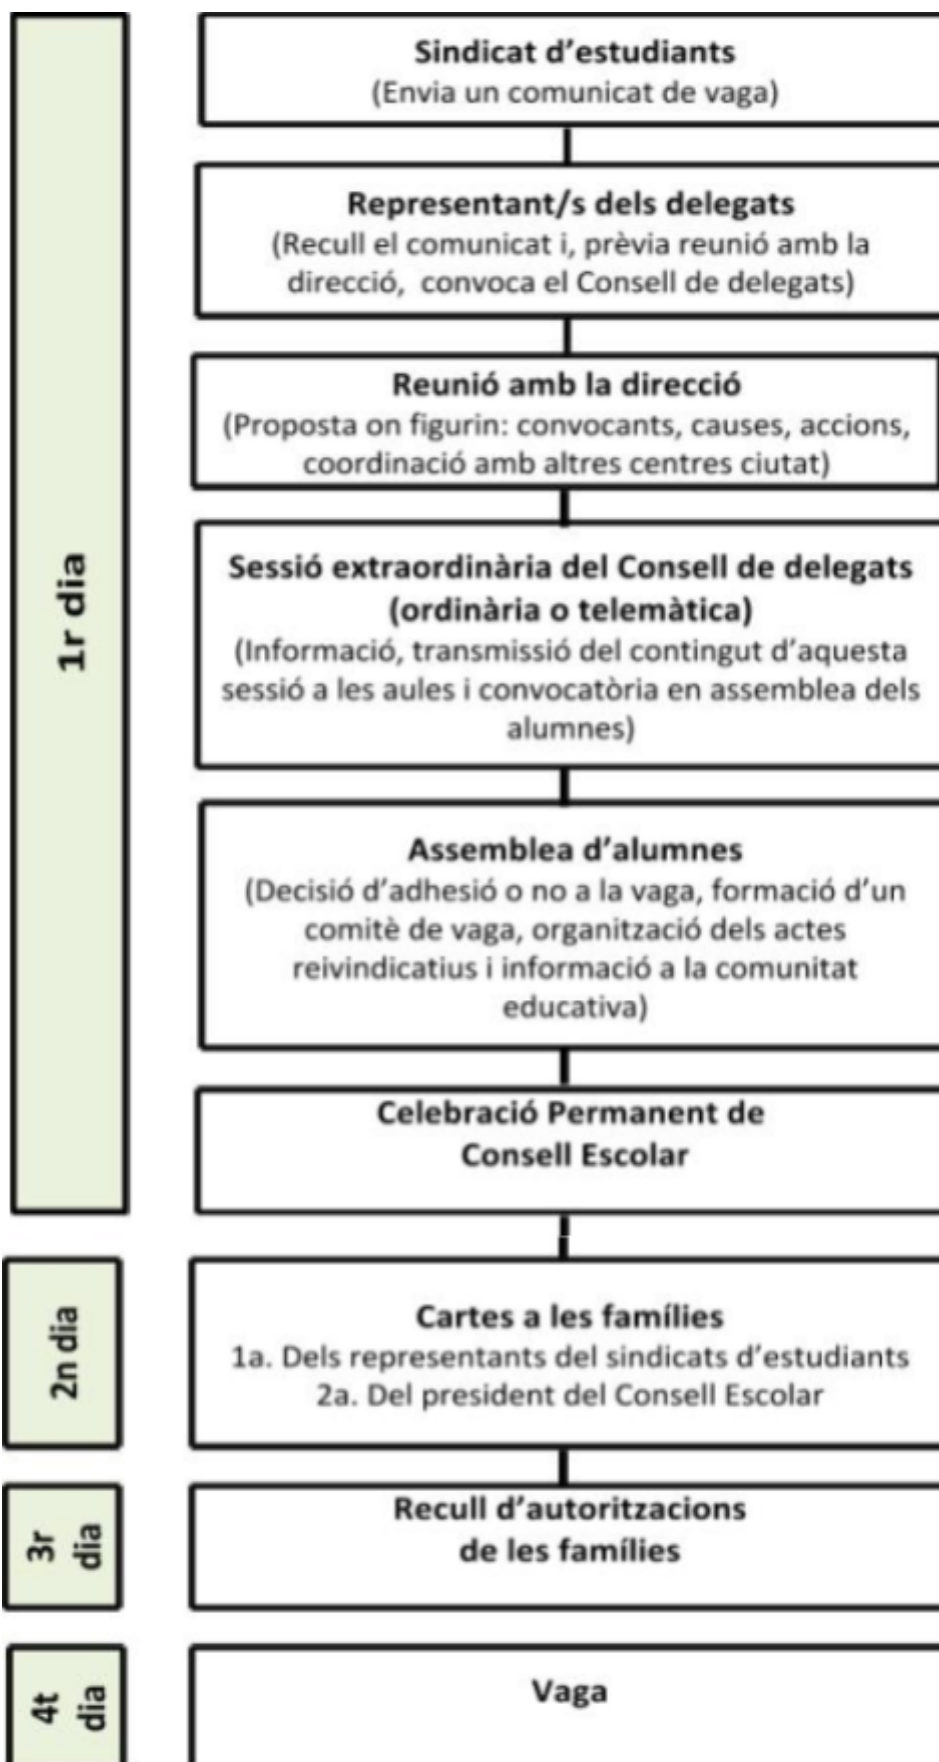 1r dia
Sindicat d'estudiants
(Envia un comunicat de vaga)
Representant/s dels delegats
(Recull el comunicat i, prèvia reunió amb la
direcció, convoca el Consell de delegats)
Reunió amb la direcció
(Proposta on figurin: convocants, causes, accions,
coordinació amb altres centres ciutat)
Sessió extraordinària del Consell de delegats
(ordinària o telemàtica)
(Informació, transmissió del contingut d'aquesta
sessió a les aules i convocatòria en assemblea dels
alumnes)
Assemblea d'alumnes
(Decisió d'adhesió o no a la vaga, formació d'un
comitè de vaga, organització dels actes
reivindicatius i informació a la comunitat
educativa)
Celebració Permanent de
Consell Escolar
2n dia
Cartes a les famílies
1a. Dels representants del sindicats d'estudiants
2a. Del president del Consell Escolar
3r
dia
Recull d'autoritzacions
de les famílies
4t
dia
Vaga